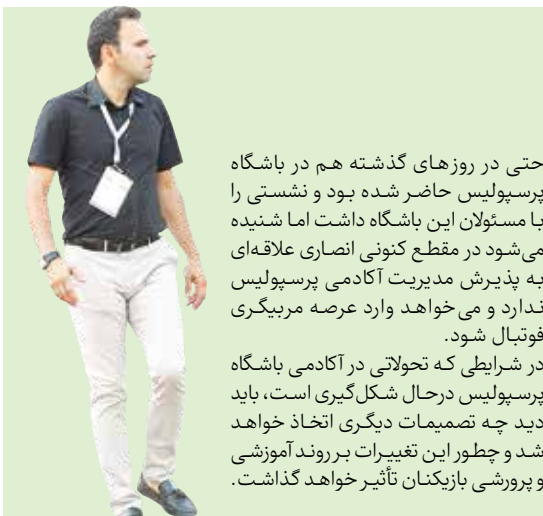 حتی در روزهای گذشته هم در باشگاه
پرسپولیس حاضر شده بود و نشستی را
با مسئولان این باشگاه داشت اما شنیده
می‌شود در مقطع کنونی انصاری علاقه‌ای
به پذیرش مدیریت آکادمی پرسپولیس
ندارد و می‌خواهد وارد عرصه مربیگری
فوتبال شود.
در شرایطی که تحولاتی در آکادمی باشگاه
پرسپولیس درحال شکل‌گیری است، باید
دید چه تصمیمات دیگری اتخاذ خواهد
شد و چطور این تغییرات بر روند آموزشی
و پرورشی بازیکنان تأثیر خواهد گذاشت.